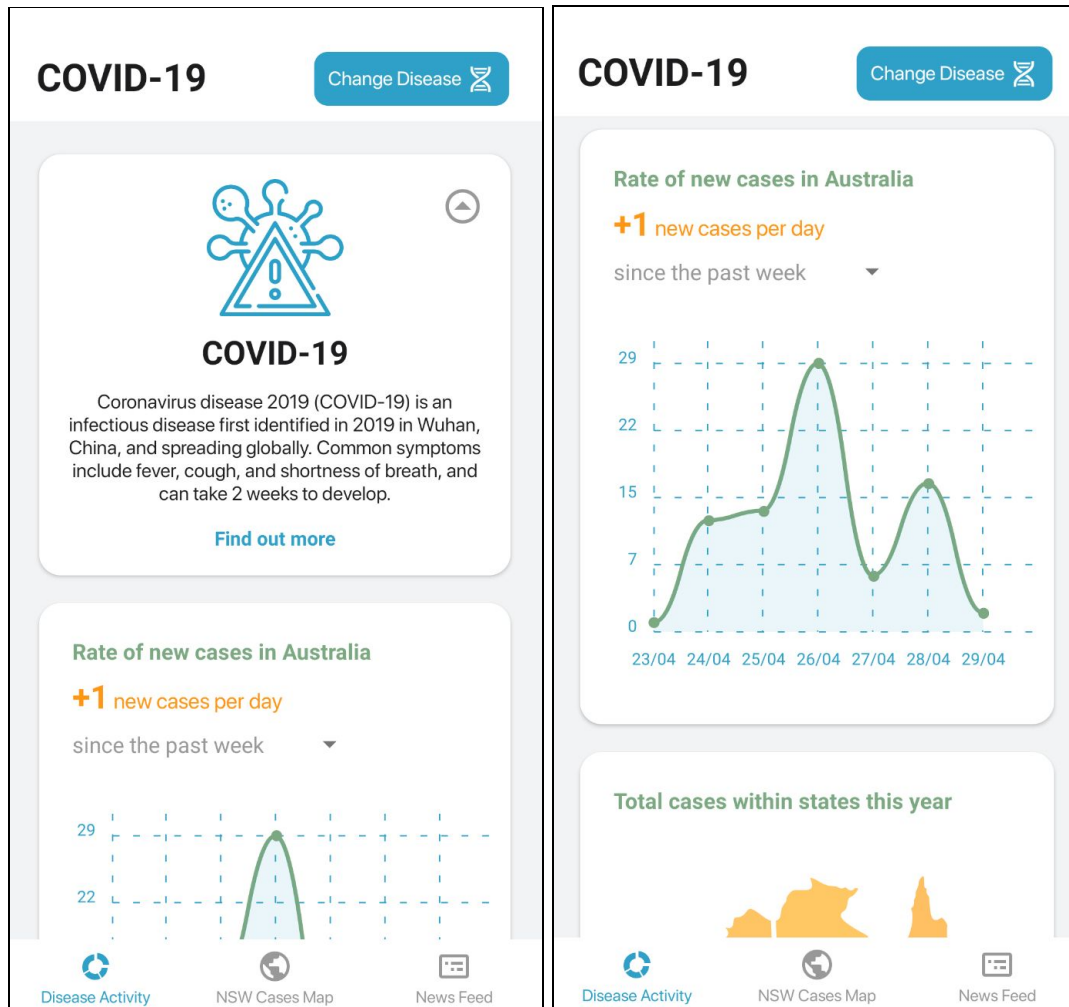 COVID-19
Change Disease
COVID-19
Coronavirus disease 2019 (COVID-19) is an
infectious disease first identified in 2019 in Wuhan,
China, and spreading globally. Common symptoms
include fever, cough, and shortness of breath, and
can take 2 weeks to develop.
Find out more
Rate of new cases in Australia
+1 new cases per day
since the past week
29
22
Disease Activity
NSW Cases Map
News Feed
COVID-19
Change Disease
Rate of new cases in Australia
+1 new cases per day
since the past week
29
22
15
7
0
23/04 24/04 25/04 26/04 27/04 28/04 29/04
Total cases within states this year
Disease Activity
NSW Cases Map
News Feed